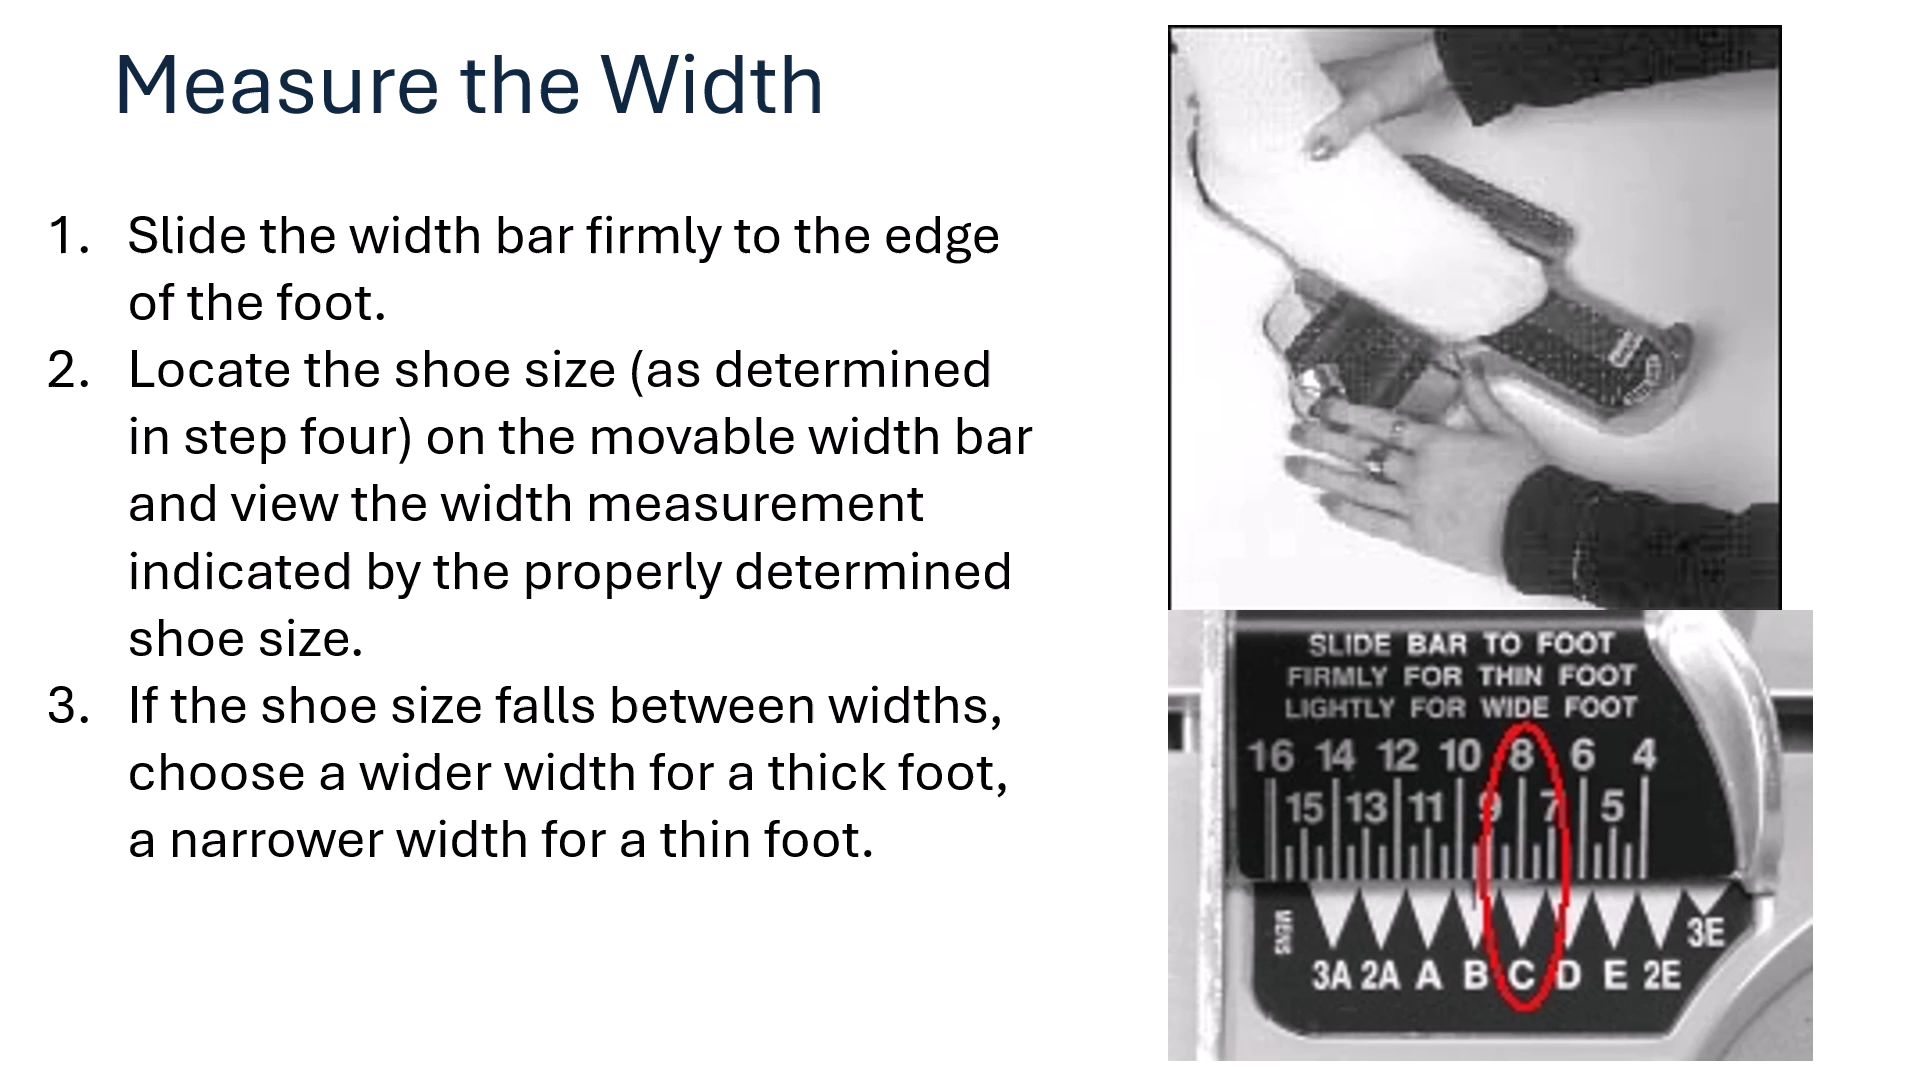 Measure the Width
1. Slide the width bar firmly to the edge
of the foot.
2. Locate the shoe size (as determined
in step four) on the movable width bar
and view the width measurement
indicated by the properly determined
shoe size.
3. If the shoe size falls between widths,
choose a wider width for a thick foot,
a narrower width for a thin foot.
SLIDE BAR TO FOOT
FIRMLY FOR THIN FOOT
LIGHTLY FOR WIDE FOOT
16 14 12 10 8 6 4
15 13 11 9 7 5
MENS
3A 2A A B C D E 2E 3E